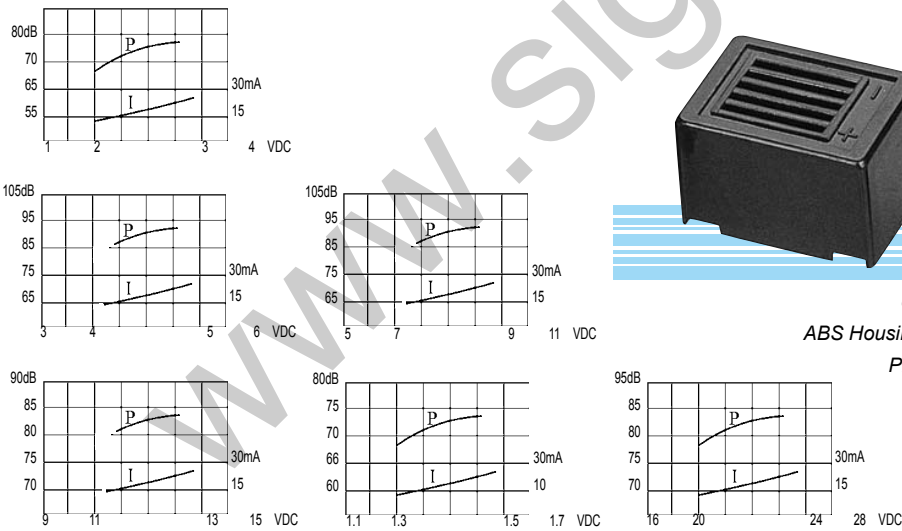 80dB
70
65
55
P
I
30mA
15
1 2 3 4 VDC
105dB
95
85
75
65
P
I
30mA
15
3 4 5 6 VDC
105dB
95
85
75
65
P
I
30mA
15
5 7 9 11 VDC
90dB
85
80
75
70
P
I
30mA
15
9 11 13 15 VDC
80dB
75
70
66
60
P
I
30mA
10
1.1 1.3 1.5 1.7 VDC
95dB
85
80
75
70
P
I
30mA
15
16 20 24 28 VDC
- +
ABS Housin
P
www.sig